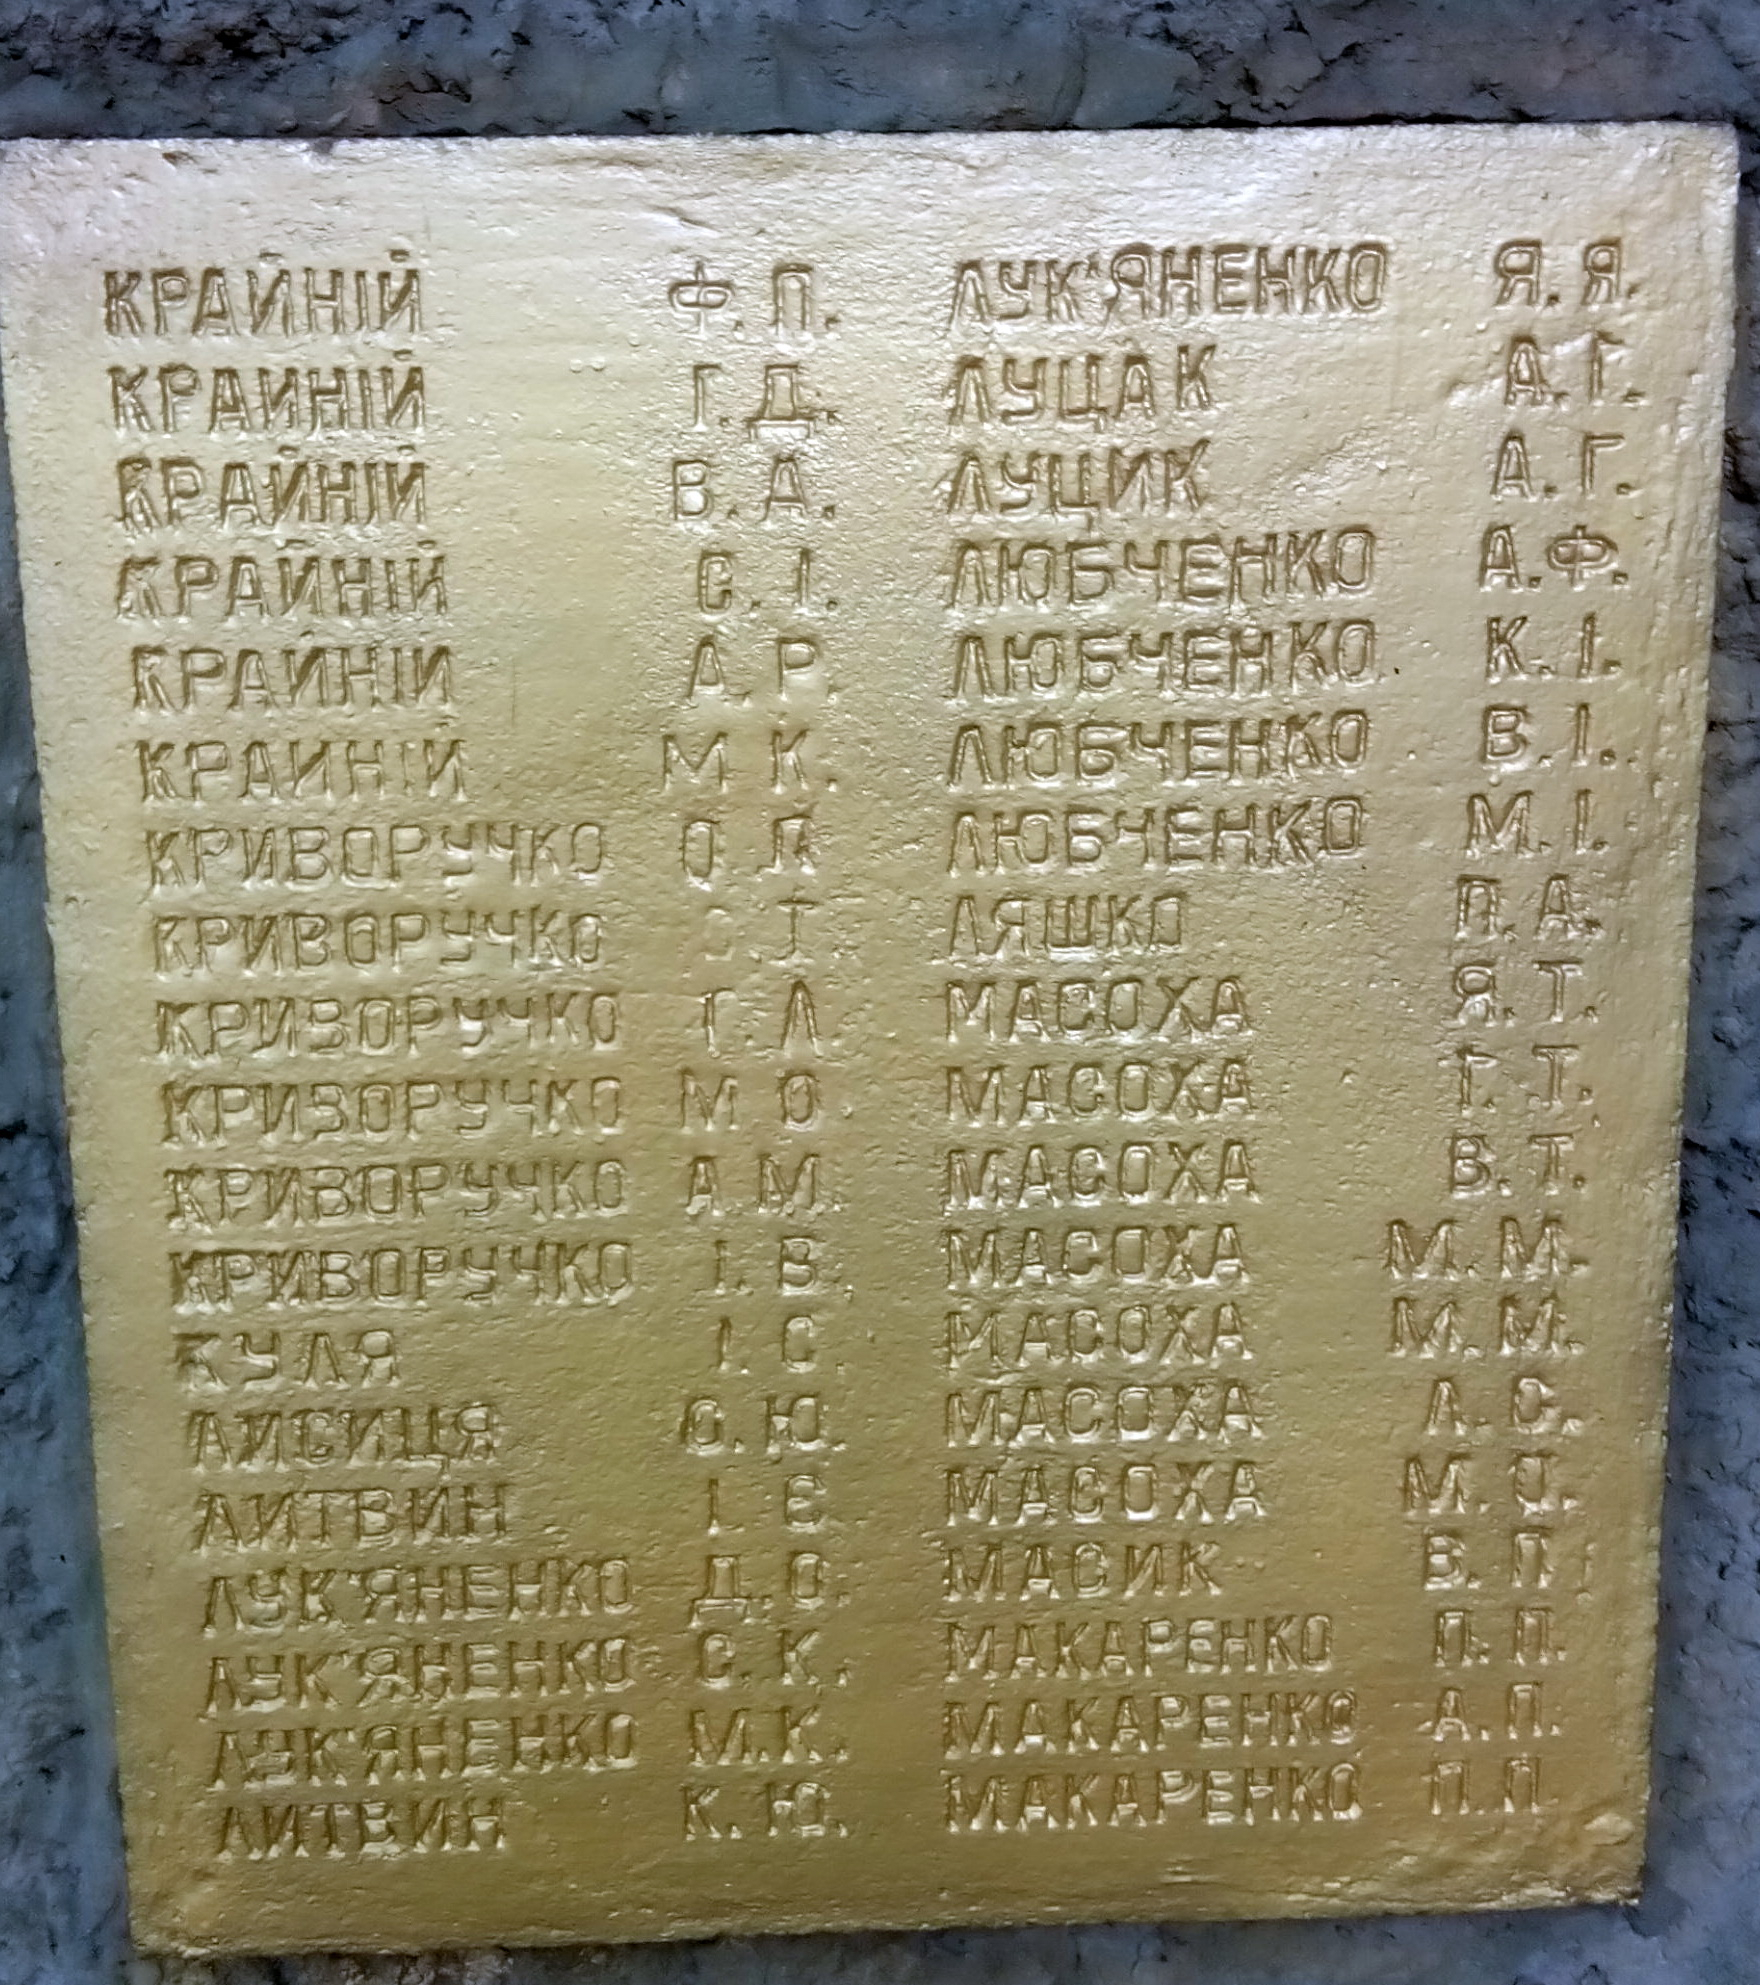 КРАЙНІЙ Ф. П.
КРАЙНІЙ Г. Д.
КРАЙНІЙ В. А.
КРАЙНІЙ С. І.
КРАЙНІЙ А. Р.
КРАЙНІЙ М. К.
КРИВОРУЧКО О. Л
КРИВОРУЧКО С. Т.
КРИВОРУЧКО Г. Л.
КРИВОРУЧКО М О.
КРИВОРУЧКО А. М.
КРИВОРУЧКО І. В.
КУЛЯ І. С.
ЛИСИЦЯ О. Ю.
ЛИТВИН І. Є.
ЛУК'ЯНЕНКО Д. О.
ЛУК'ЯНЕНКО С. К.
ЛУК'ЯНЕНКО М. К.
ЛИТВИН К. Ю.
ЛУК'ЯНЕНКО Я. Я.
ЛУЦАК А. Г.
ЛУЦИК А. Г.
ЛЮБЧЕНКО А. Ф.
ЛЮБЧЕНКО К. І.
ЛЮБЧЕНКО В. І.
ЛЮБЧЕНКО М. І.
ЛЯШКО П. А.
МАСОХА Я. Т.
МАСОХА Г. Т.
МАСОХА В. Т.
МАСОХА М. М.
МАСОХА М. М.
МАСОХА Л. С.
МАСОХА М. О.
МАСИК В. П
МАКАРЕНКО П. П.
МАКАРЕНКО А. П.
МАКАРЕНКО П. П.